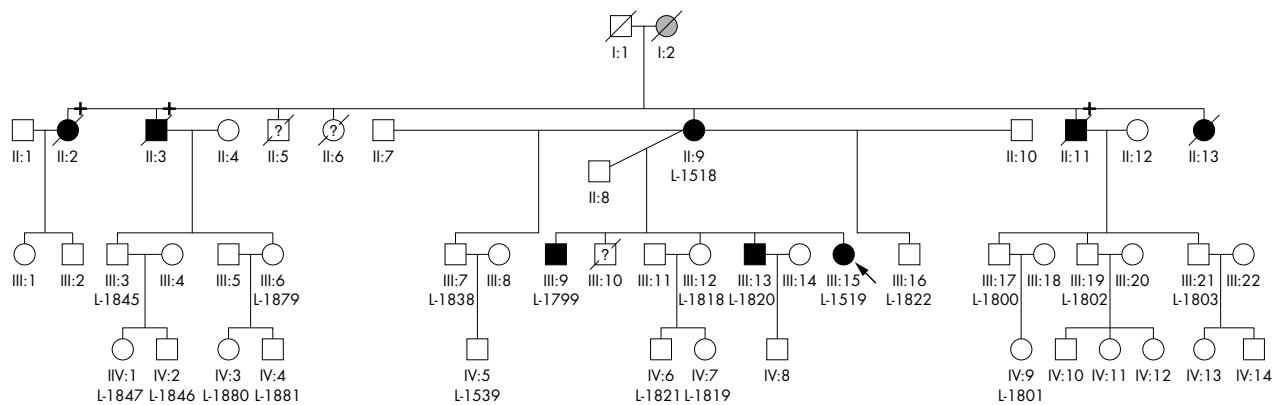 I:1 I:2
? ?
II:1 II:2 II:3 II:4 II:5 II:6 II:7 II:9 II:10 II:11 II:12 II:13
L-1518
II:8
?
III:1 III:2 III:3 III:4 III:5 III:6 III:7 III:8 III:9 III:10 III:11 III:12 III:13 III:14 III:15 III:16 III:17 III:18 III:19 III:20 III:21 III:22
L-1845 L-1879 L-1838 L-1799 L-1818 L-1820 L-1519 L-1822 L-1800 L-1802 L-1803
IIV:1 IV:2 IV:3 IV:4 IV:5 IV:6 IV:7 IV:8 IV:9 IV:10 IV:11 IV:12 IV:13 IV:14
L-1847 L-1846 L-1880 L-1881 L-1539 L-1821 L-1819 L-1801